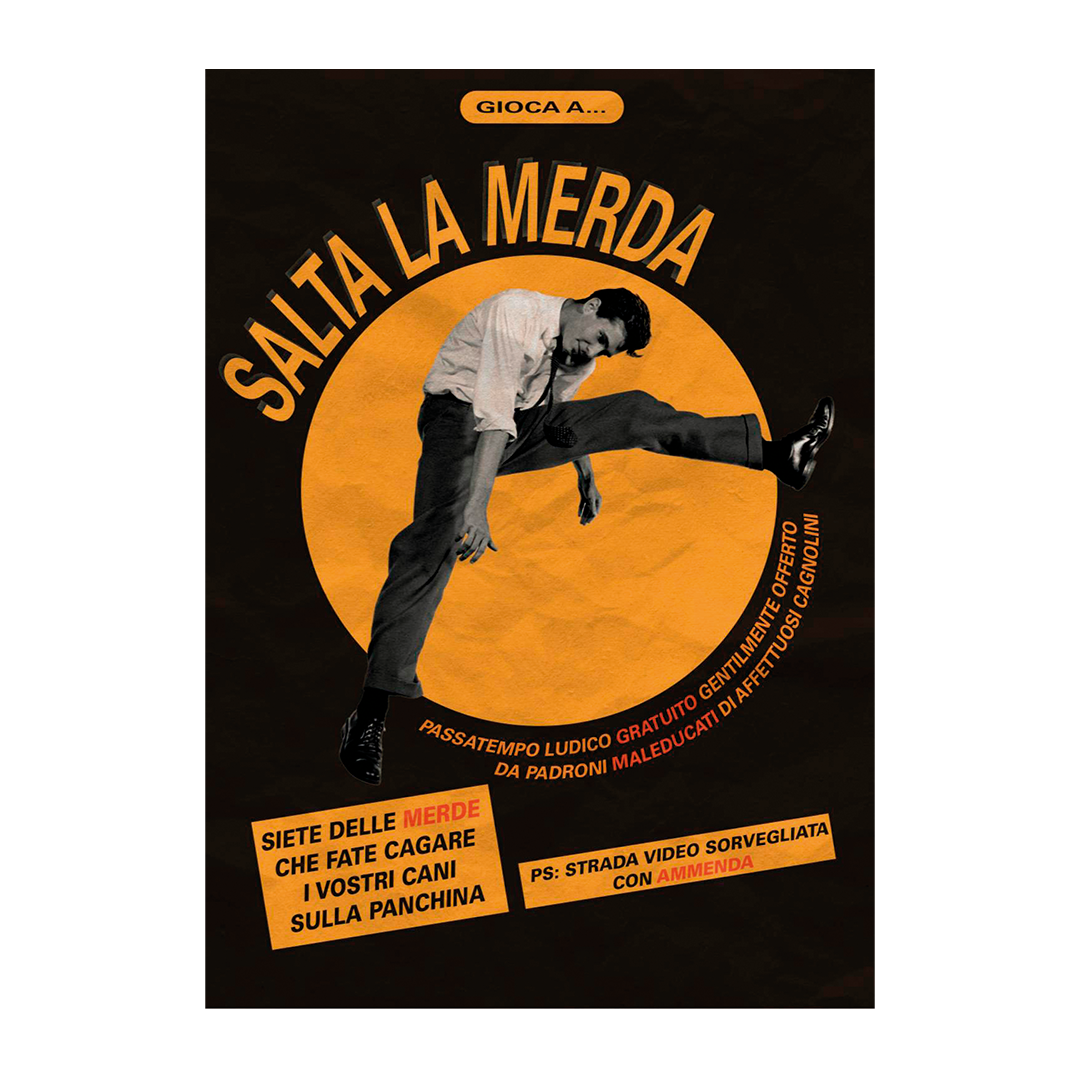 GIOCA A...
SALTA LA MERDA
PASSATEMPO LUDICO GRATUITO GENTILMENTE OFFERTO
DA PADRONI MALEDUCATI DI AFFETTUOSI CAGNOLINI
SIETE DELLE MERDE
CHE FATE CAGARE
I VOSTRI CANI
SULLA PANCHINA
PS: STRADA VIDEO SORVEGLIATA
CON AMMENDA